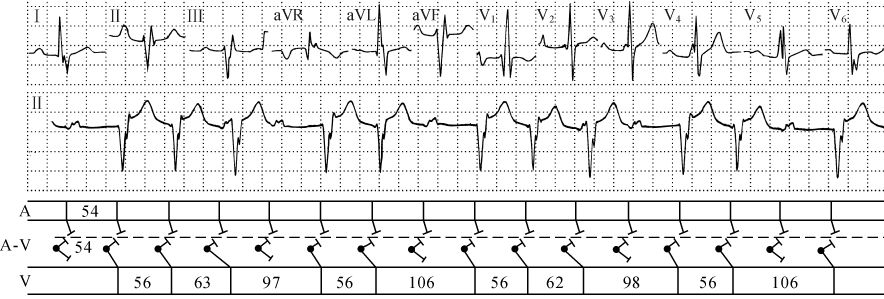 I II III aVR aVL aVF V1 V2 V3 V4 V5 V6
II
A 54
A-V 54
V 56 63 97 56 106 56 62 98 56 106